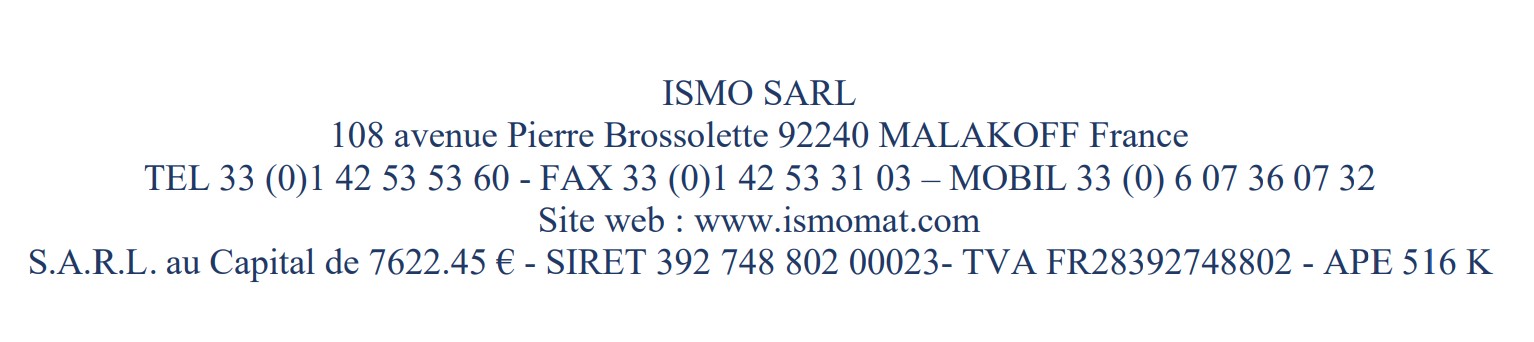 ISMO SARL
108 avenue Pierre Brossolette 92240 MALAKOFF France
TEL 33 (0)1 42 53 53 60 - FAX 33 (0)1 42 53 31 03 – MOBIL 33 (0) 6 07 36 07 32
Site web : www.ismomat.com
S.A.R.L. au Capital de 7622.45 € - SIRET 392 748 802 00023- TVA FR28392748802 - APE 516 K